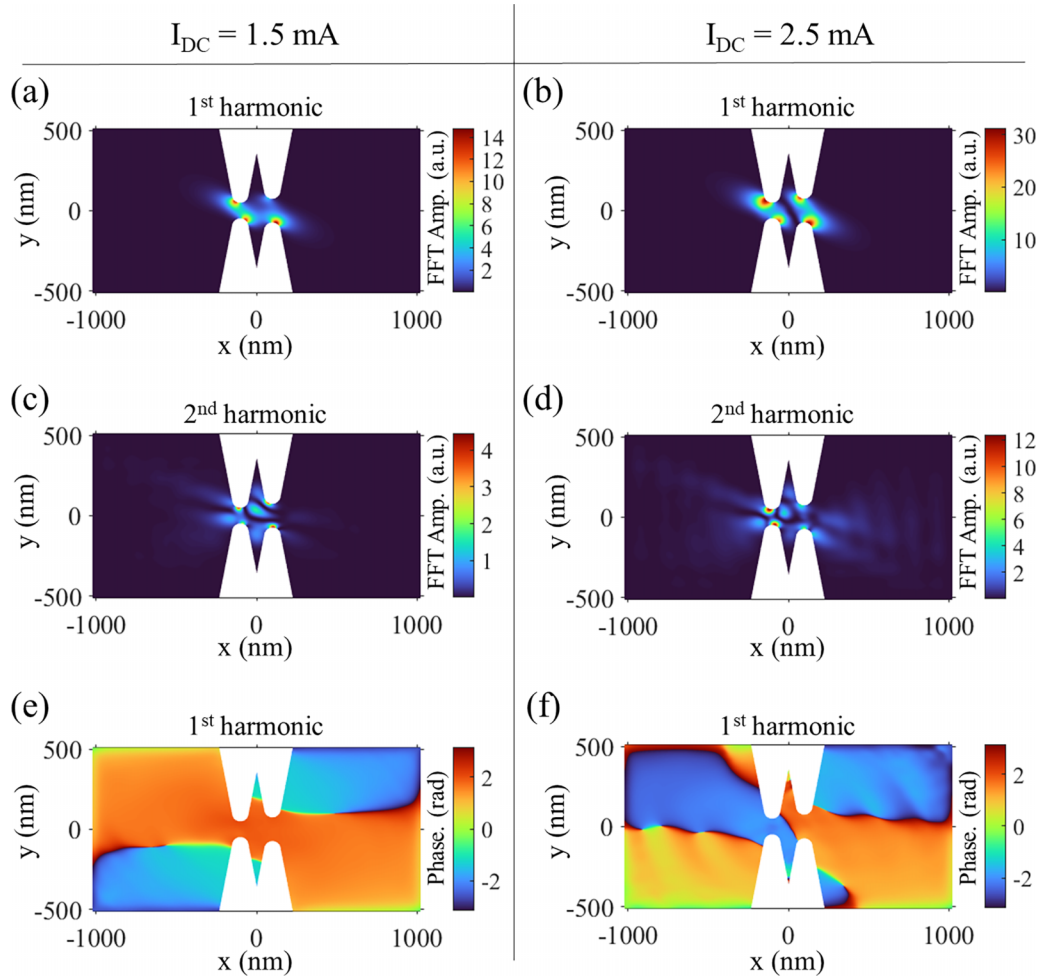 I_DC = 1.5 mA
I_DC = 2.5 mA
(a)
1st harmonic
500
0
-500
y (nm)
-1000
0
1000
x (nm)
14
12
10
8
6
4
2
FFT Amp. (a.u.)
(b)
1st harmonic
500
0
-500
y (nm)
-1000
0
1000
x (nm)
30
20
10
FFT Amp. (a.u.)
(c)
2nd harmonic
500
0
-500
y (nm)
-1000
0
1000
x (nm)
4
3
2
1
FFT Amp. (a.u.)
(d)
2nd harmonic
500
0
-500
y (nm)
-1000
0
1000
x (nm)
12
10
8
6
4
2
FFT Amp. (a.u.)
(e)
1st harmonic
500
0
-500
y (nm)
-1000
0
1000
x (nm)
2
0
-2
Phase. (rad)
(f)
1st harmonic
500
0
-500
y (nm)
-1000
0
1000
x (nm)
2
0
-2
Phase. (rad)